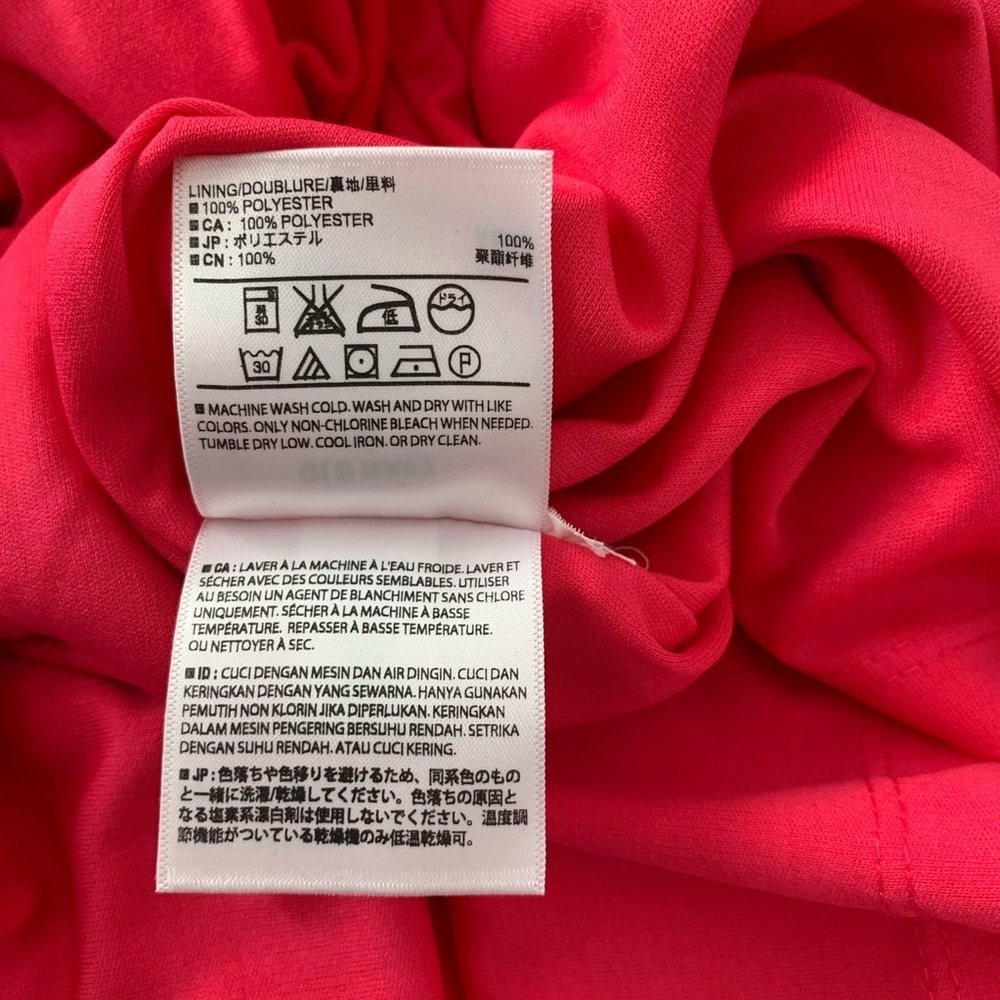 LINING/DOUBLURE/裏地/里料
100% POLYESTER
CA: 100% POLYESTER
JP: ポリエステル 100%
CN: 100% 聚酯纤维
弱 30 低 ドライ
30 P
MACHINE WASH COLD. WASH AND DRY WITH LIKE
COLORS. ONLY NON-CHLORINE BLEACH WHEN NEEDED.
TUMBLE DRY LOW. COOL IRON. OR DRY CLEAN.
CA: LAVER À LA MACHINE À L'EAU FROIDE. LAVER ET
SÉCHER AVEC DES COULEURS SEMBLABLES. UTILISER
AU BESOIN UN AGENT DE BLANCHIMENT SANS CHLORE
UNIQUEMENT. SÉCHER À LA MACHINE À BASSE
TEMPÉRATURE. REPASSER À BASSE TEMPÉRATURE.
OU NETTOYER À SEC.
ID: CUCI DENGAN MESIN DAN AIR DINGIN. CUCI DAN
KERINGKAN DENGAN YANG SEWARNA. HANYA GUNAKAN
PEMUTIH NON KLORIN JIKA DIPERLUKAN. KERINGKAN
DALAM MESIN PENGERING BERSUHU RENDAH. SETRIKA
DENGAN SUHU RENDAH. ATAU CUCI KERING.
JP: 色落ちや色移りを避けるため、同系色のもの
と一緒に洗濯/乾燥してください。色落ちの原因と
なる塩素系漂白剤は使用しないでください。温度調
節機能がついている乾燥機のみ低温乾燥可。